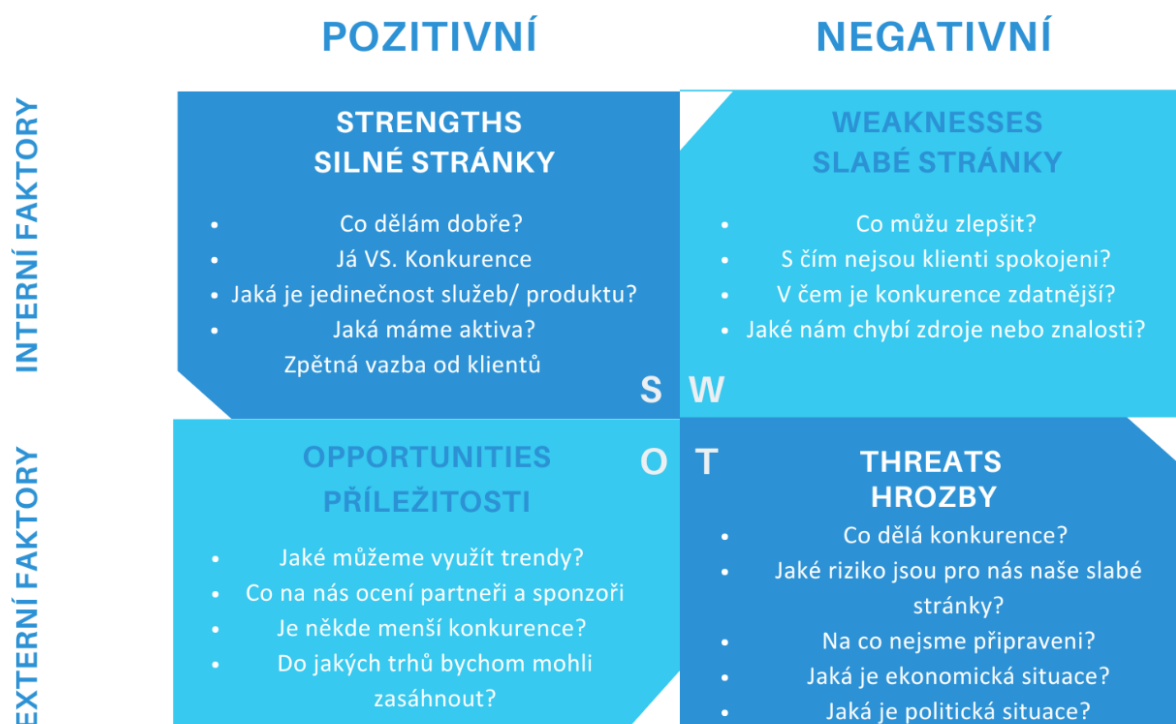 POZITIVNÍ
NEGATIVNÍ
INTERNÍ FAKTORY
STRENGTHS
SILNÉ STRÁNKY
• Co dělám dobře?
• Já VS. Konkurence
• Jaká je jedinečnost služeb/ produktu?
• Jaká máme aktiva?
Zpětná vazba od klientů
S
WEAKNESSES
SLABÉ STRÁNKY
• Co můžu zlepšit?
• S čím nejsou klienti spokojeni?
• V čem je konkurence zdatnější?
• Jaké nám chybí zdroje nebo znalosti?
W
EXTERNÍ FAKTORY
OPPORTUNITIES
PŘÍLEŽITOSTI
• Jaké můžeme využít trendy?
• Co na nás ocení partneři a sponzoři
• Je někde menší konkurence?
• Do jakých trhů bychom mohli
zasáhnout?
O
T
THREATS
HROZBY
• Co dělá konkurence?
• Jaké riziko jsou pro nás naše slabé
stránky?
• Na co nejsme připraveni?
• Jaká je ekonomická situace?
• Jaká je politická situace?